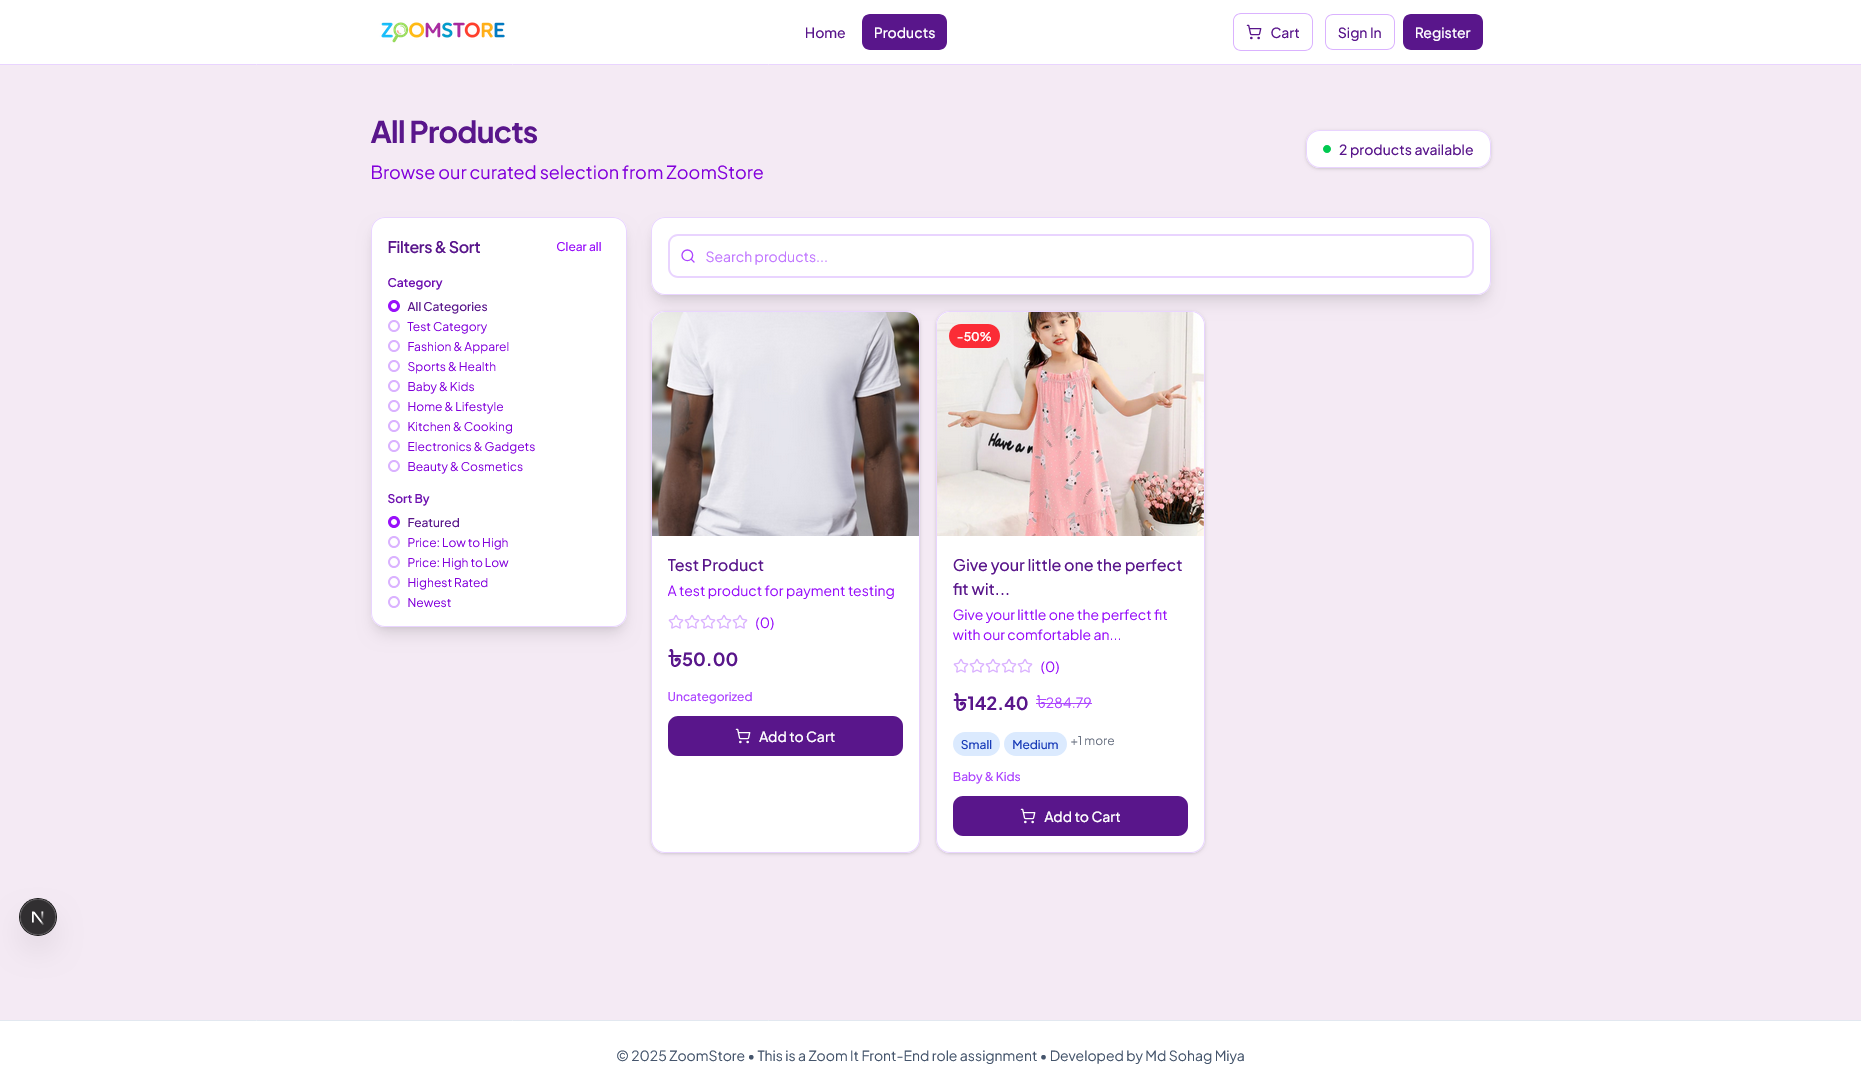 ZOOMSTORE
Home
Products
Cart
Sign In
Register
All Products
Browse our curated selection from ZoomStore
2 products available
Filters & Sort
Clear all
Category
All Categories
Test Category
Fashion & Apparel
Sports & Health
Baby & Kids
Home & Lifestyle
Kitchen & Cooking
Electronics & Gadgets
Beauty & Cosmetics
Sort By
Featured
Price: Low to High
Price: High to Low
Highest Rated
Newest
Search products...
Test Product
A test product for payment testing
(0)
৳50.00
Uncategorized
Add to Cart
-50%
Have a
Give your little one the perfect
fit wit...
Give your little one the perfect fit
with our comfortable an...
(0)
৳142.40 ৳284.79
Small Medium +1 more
Baby & Kids
Add to Cart
N
© 2025 ZoomStore • This is a Zoom It Front-End role assignment • Developed by Md Sohag Miya